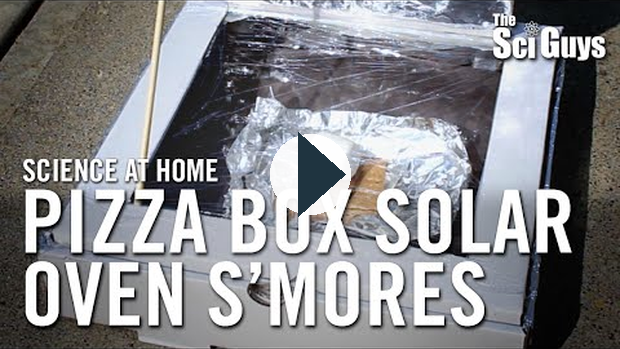 The
Sci Guys
SCIENCE AT HOME
PIZZA BOX SOLAR
OVEN S'MORES